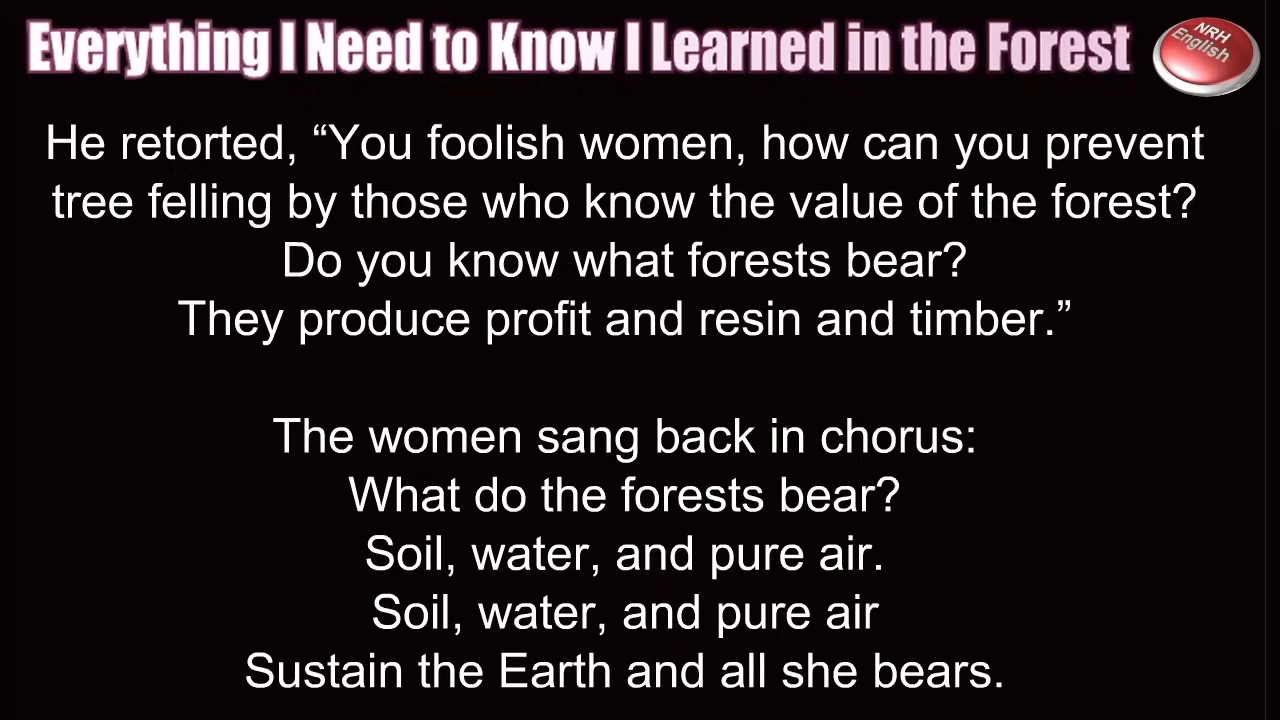 Everything I Need to Know I Learned in the Forest
NRH
English
He retorted, “You foolish women, how can you prevent
tree felling by those who know the value of the forest?
Do you know what forests bear?
They produce profit and resin and timber.”
The women sang back in chorus:
What do the forests bear?
Soil, water, and pure air.
Soil, water, and pure air
Sustain the Earth and all she bears.